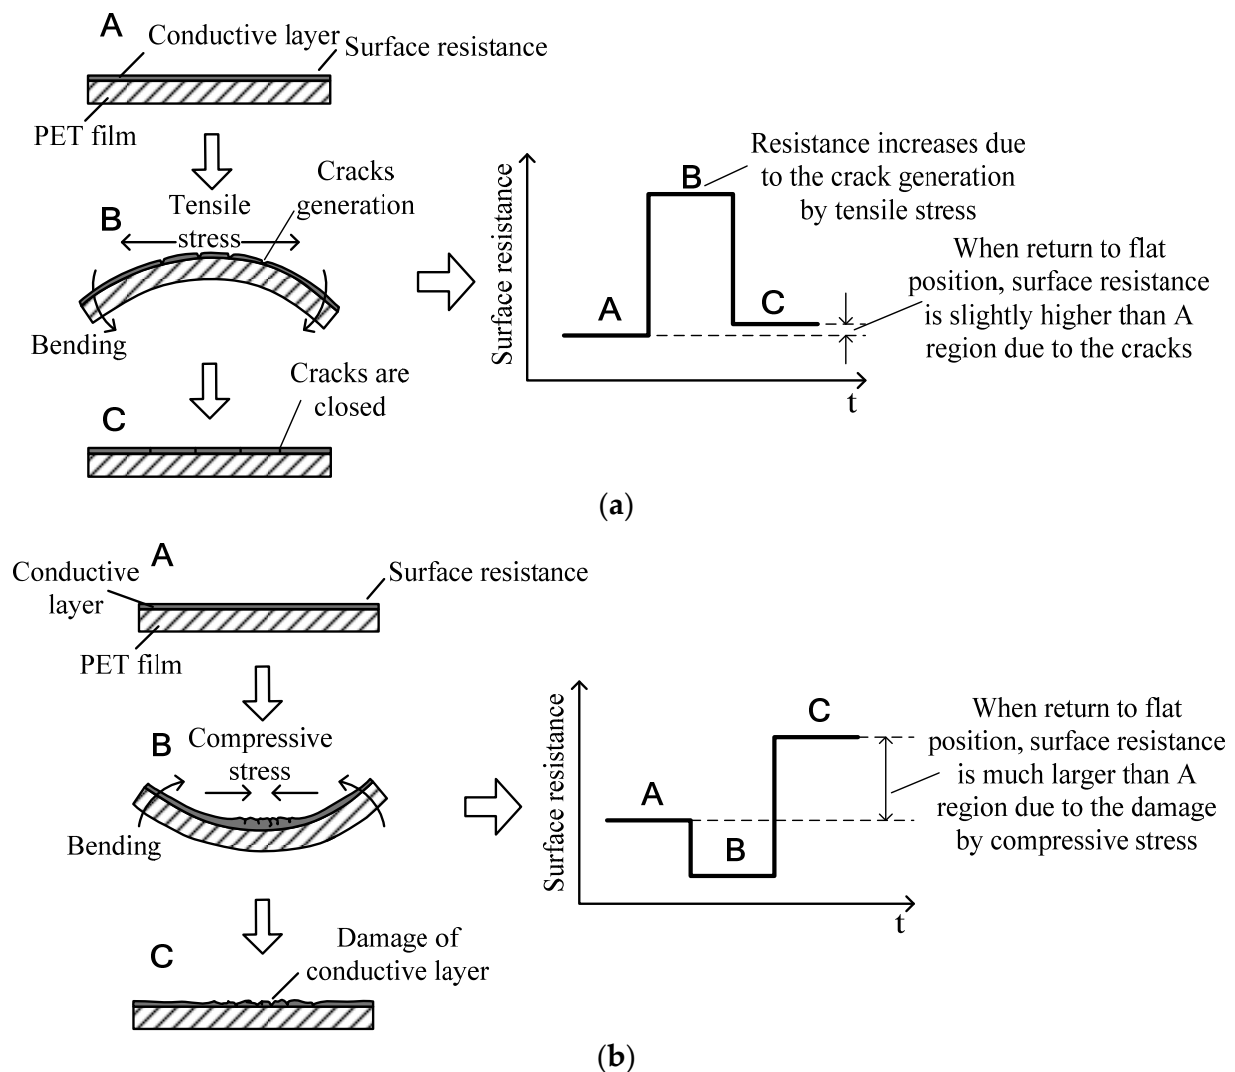 A
Conductive layer
Surface resistance
PET film
B
Tensile
stress
Cracks
generation
Bending
C
Cracks are
closed
Surface resistance
A
B
C
t
Resistance increases due
to the crack generation
by tensile stress
When return to flat
position, surface resistance
is slightly higher than A
region due to the cracks
(a)
A
Conductive
layer
Surface resistance
PET film
B
Compressive
stress
Bending
C
Damage of
conductive layer
Surface resistance
A
B
C
t
When return to flat
position, surface resistance
is much larger than A
region due to the damage
by compressive stress
(b)